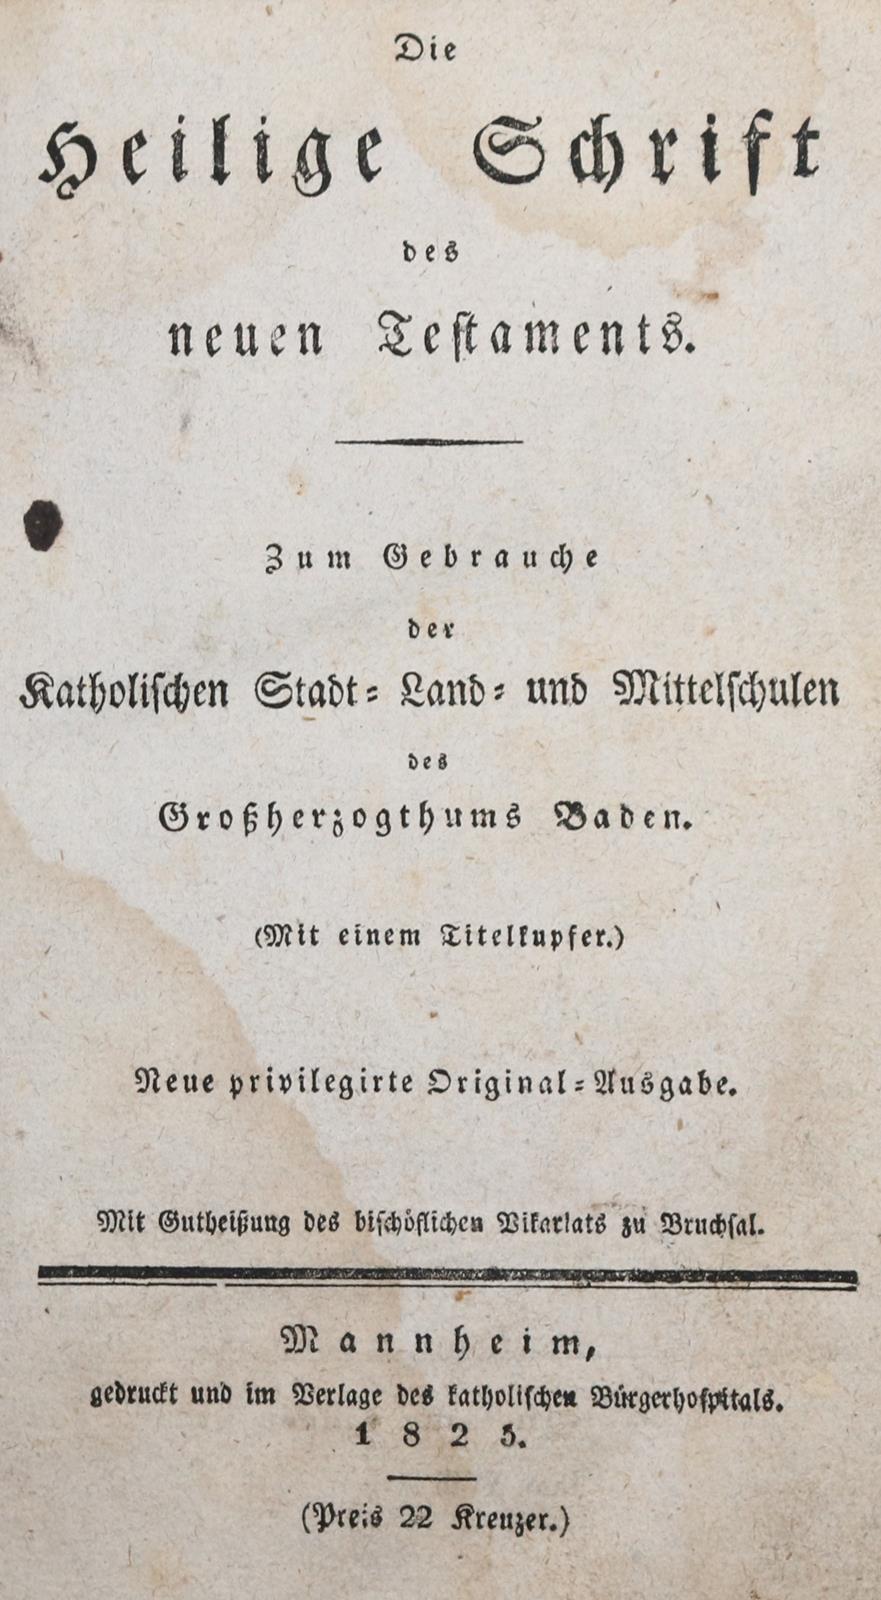 Die
Heilige Schrift
des
neuen Testaments.
Zum Gebrauche
der
Katholischen Stadt- Land- und Mittelschulen
des
Großherzogthums Baden.
(Mit einem Titelkupfer.)
Neue privilegirte Original-Ausgabe.
Mit Gutheißung des bischöflichen Vikariats zu Bruchsal.
Mannheim,
gedruckt und im Verlage des katholischen Bürgerhospitals.
1825.
(Preis 22 Kreuzer.)